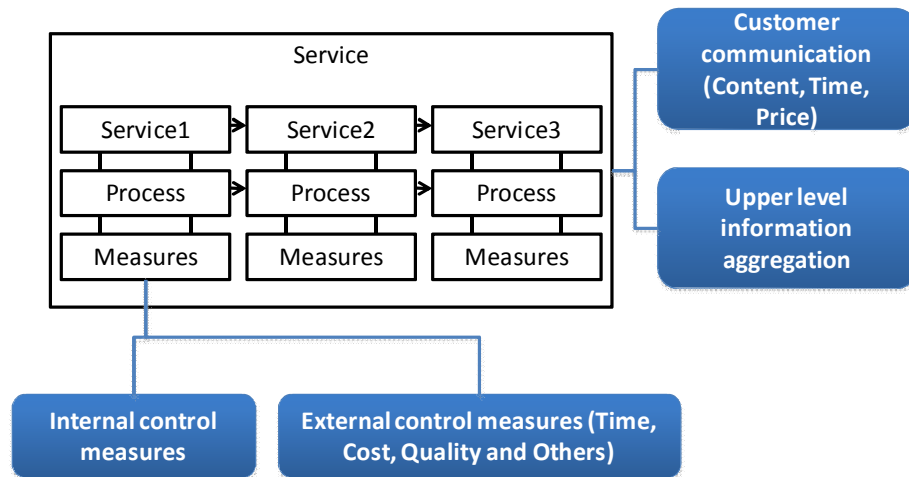 Service
Customer
communication
(Content, Time,
Price)
Service1
Service2
Service3
Process
Process
Process
Upper level
information
aggregation
Measures
Measures
Measures
Internal control
measures
External control measures (Time,
Cost, Quality and Others)